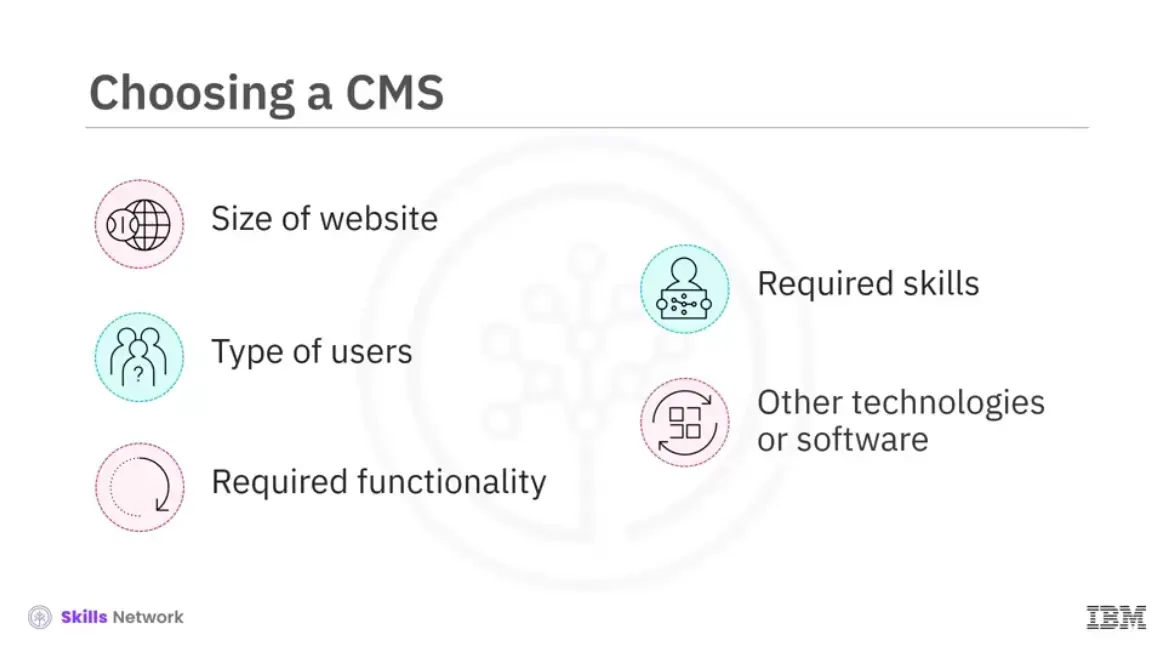 Choosing a CMS
Size of website
Type of users
?
Required functionality
Required skills
Other technologies
or software
Skills Network
IBM